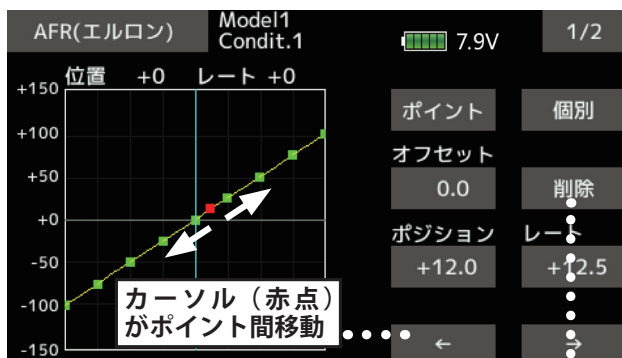 AFR(エルロン)
Model1
Condit.1
7.9V
1/2
位置 +0 レート +0
+150
+100
+50
+0
-50
-100
-150
ポイント
個別
オフセット
0.0
削除
ポジション
レート
+12.0
+12.5
カーソル（赤点）
がポイント間移動
←
→